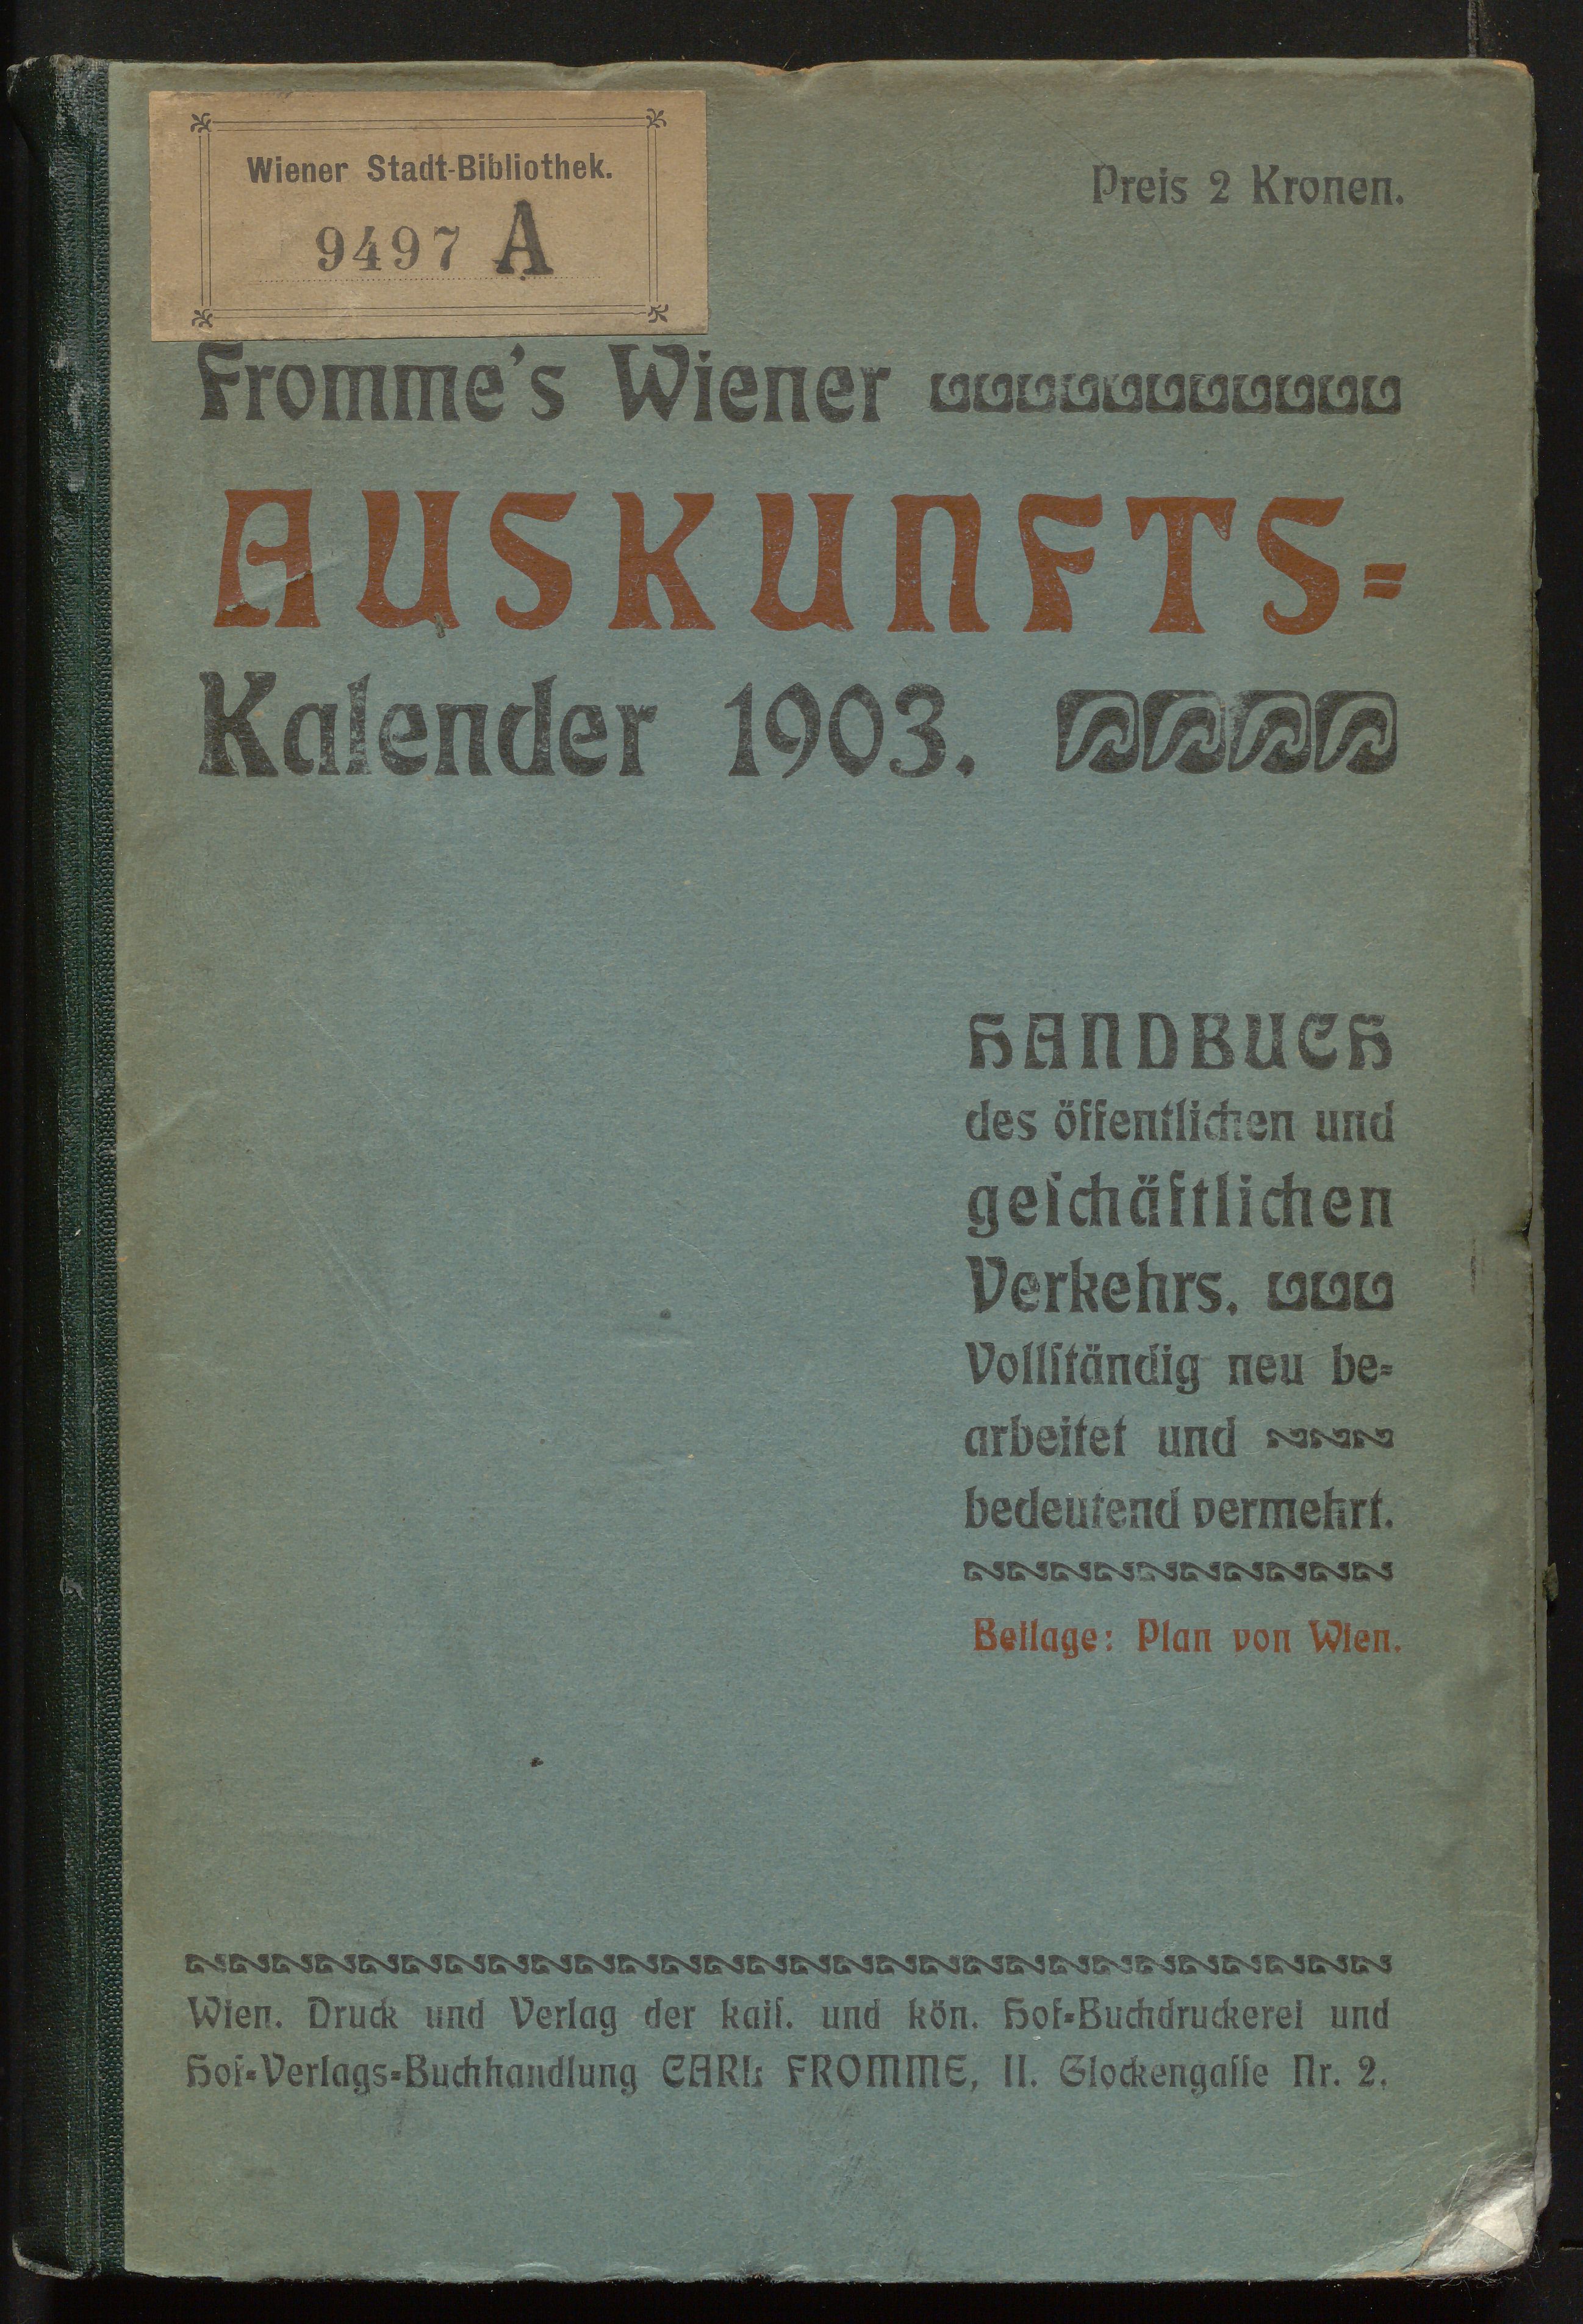 Wiener Stadt-Bibliothek.
9497 A
Preis 2 Kronen.
Fromme's Wiener
AUSKUNFTS=
Kalender 1903.
HANDBUCH
des öffentlichen und
geſchäftlichen
Verkehrs.
Vollſtändig neu be=
arbeitet und
bedeutend vermehrt.
Beilage: Plan von Wien.
Wien. Druck und Verlag der kaiſ. und kön. Hof=Buchdruckerei und
Hof=Verlags=Buchhandlung CARL FROMME, II. Glockengaſſe Nr. 2.